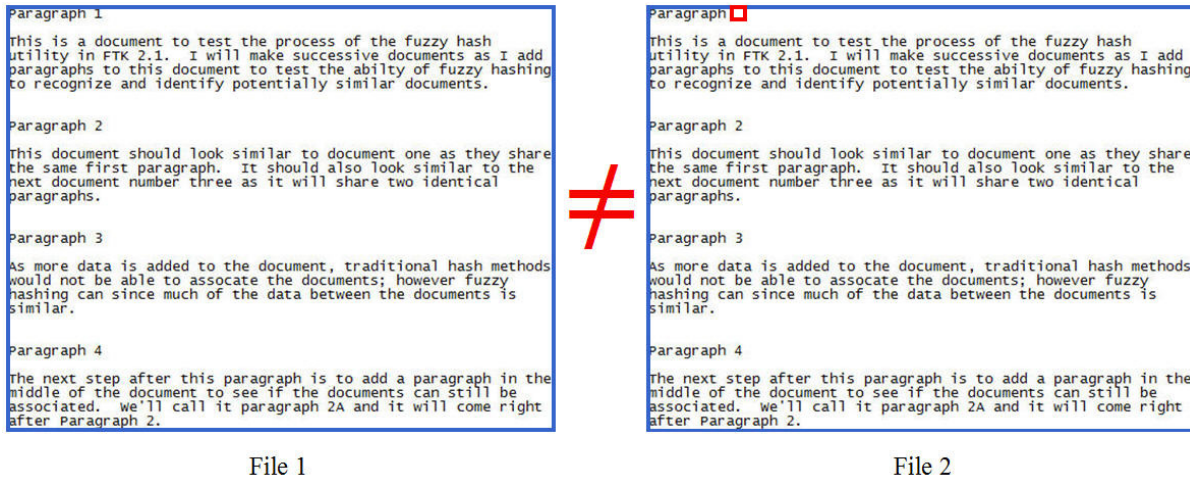 Paragraph 1
This is a document to test the process of the fuzzy hash
utility in FTK 2.1.  I will make successive documents as I add
paragraphs to this document to test the abilty of fuzzy hashing
to recognize and identify potentially similar documents.
Paragraph 2
This document should look similar to document one as they share
the same first paragraph.  It should also look similar to the
next document number three as it will share two identical
paragraphs.
Paragraph 3
As more data is added to the document, traditional hash methods
would not be able to assocate the documents; however fuzzy
hashing can since much of the data between the documents is
similar.
Paragraph 4
The next step after this paragraph is to add a paragraph in the
middle of the document to see if the documents can still be
associated.  We'll call it paragraph 2A and it will come right
after Paragraph 2.
File 1
≠
Paragraph
This is a document to test the process of the fuzzy hash
utility in FTK 2.1.  I will make successive documents as I add
paragraphs to this document to test the abilty of fuzzy hashing
to recognize and identify potentially similar documents.
Paragraph 2
This document should look similar to document one as they share
the same first paragraph.  It should also look similar to the
next document number three as it will share two identical
paragraphs.
Paragraph 3
As more data is added to the document, traditional hash methods
would not be able to assocate the documents; however fuzzy
hashing can since much of the data between the documents is
similar.
Paragraph 4
The next step after this paragraph is to add a paragraph in the
middle of the document to see if the documents can still be
associated.  We'll call it paragraph 2A and it will come right
after Paragraph 2.
File 2